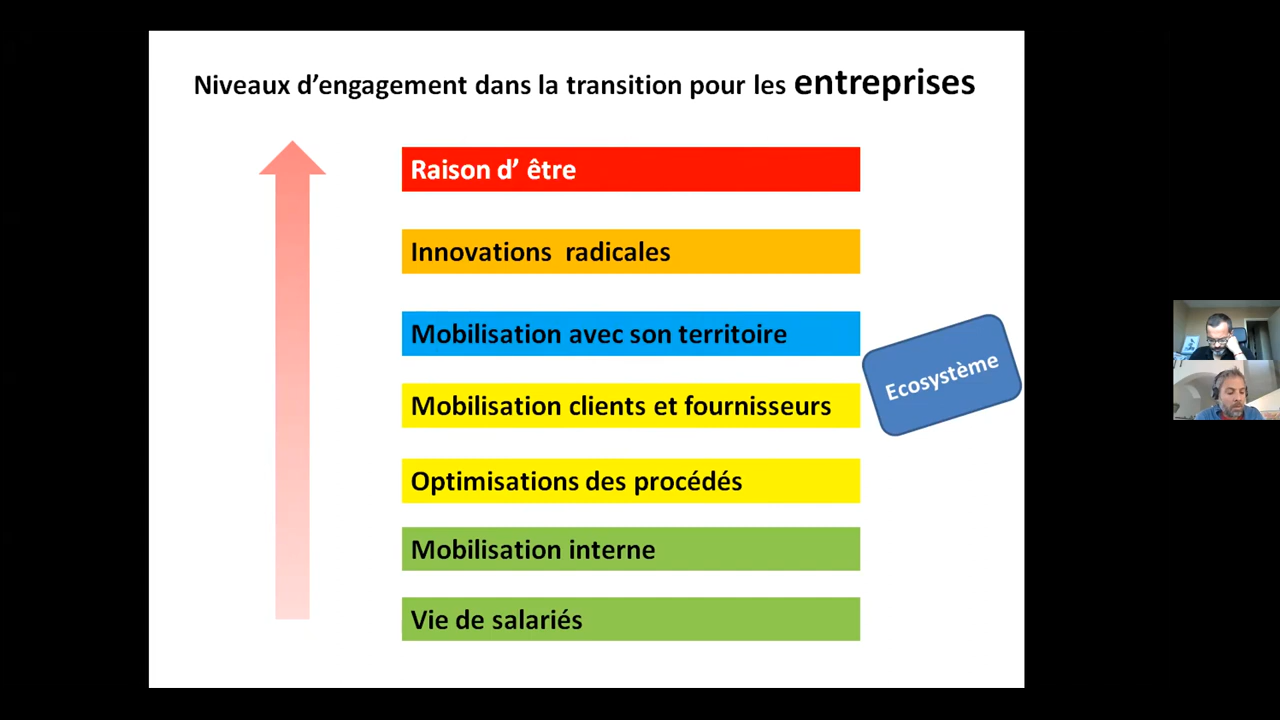 Niveaux d’engagement dans la transition pour les entreprises
Raison d’ être
Innovations  radicales
Mobilisation avec son territoire
Ecosystème
Mobilisation clients et fournisseurs
Optimisations des procédés
Mobilisation interne
Vie de salariés